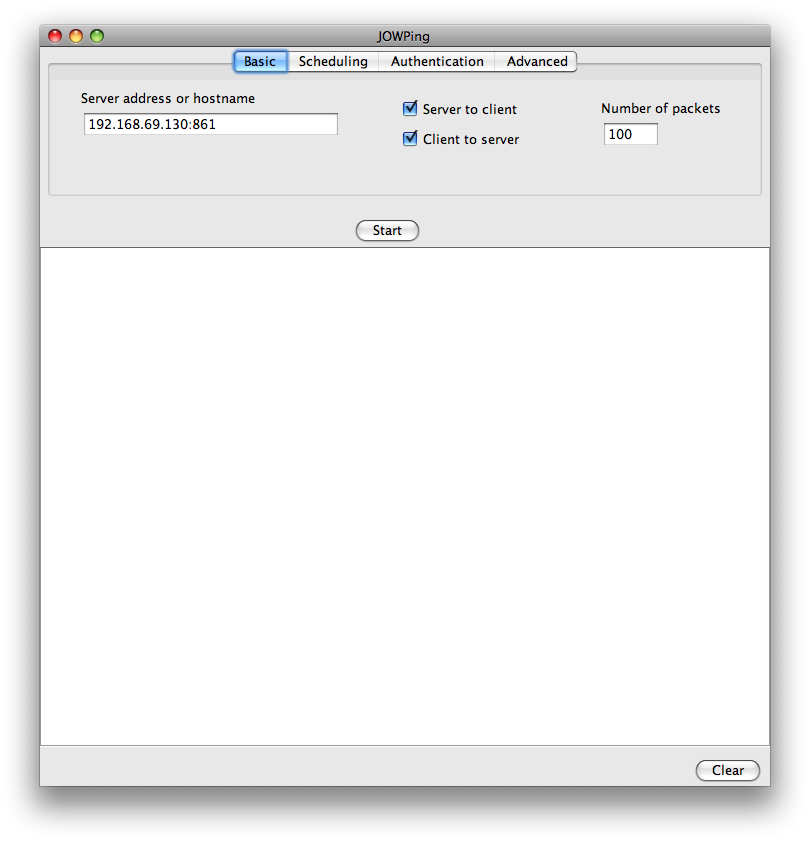 JOWPing
Basic Scheduling Authentication Advanced
Server address or hostname
192.168.69.130:861
Server to client
Client to server
Number of packets
100
Start
Clear